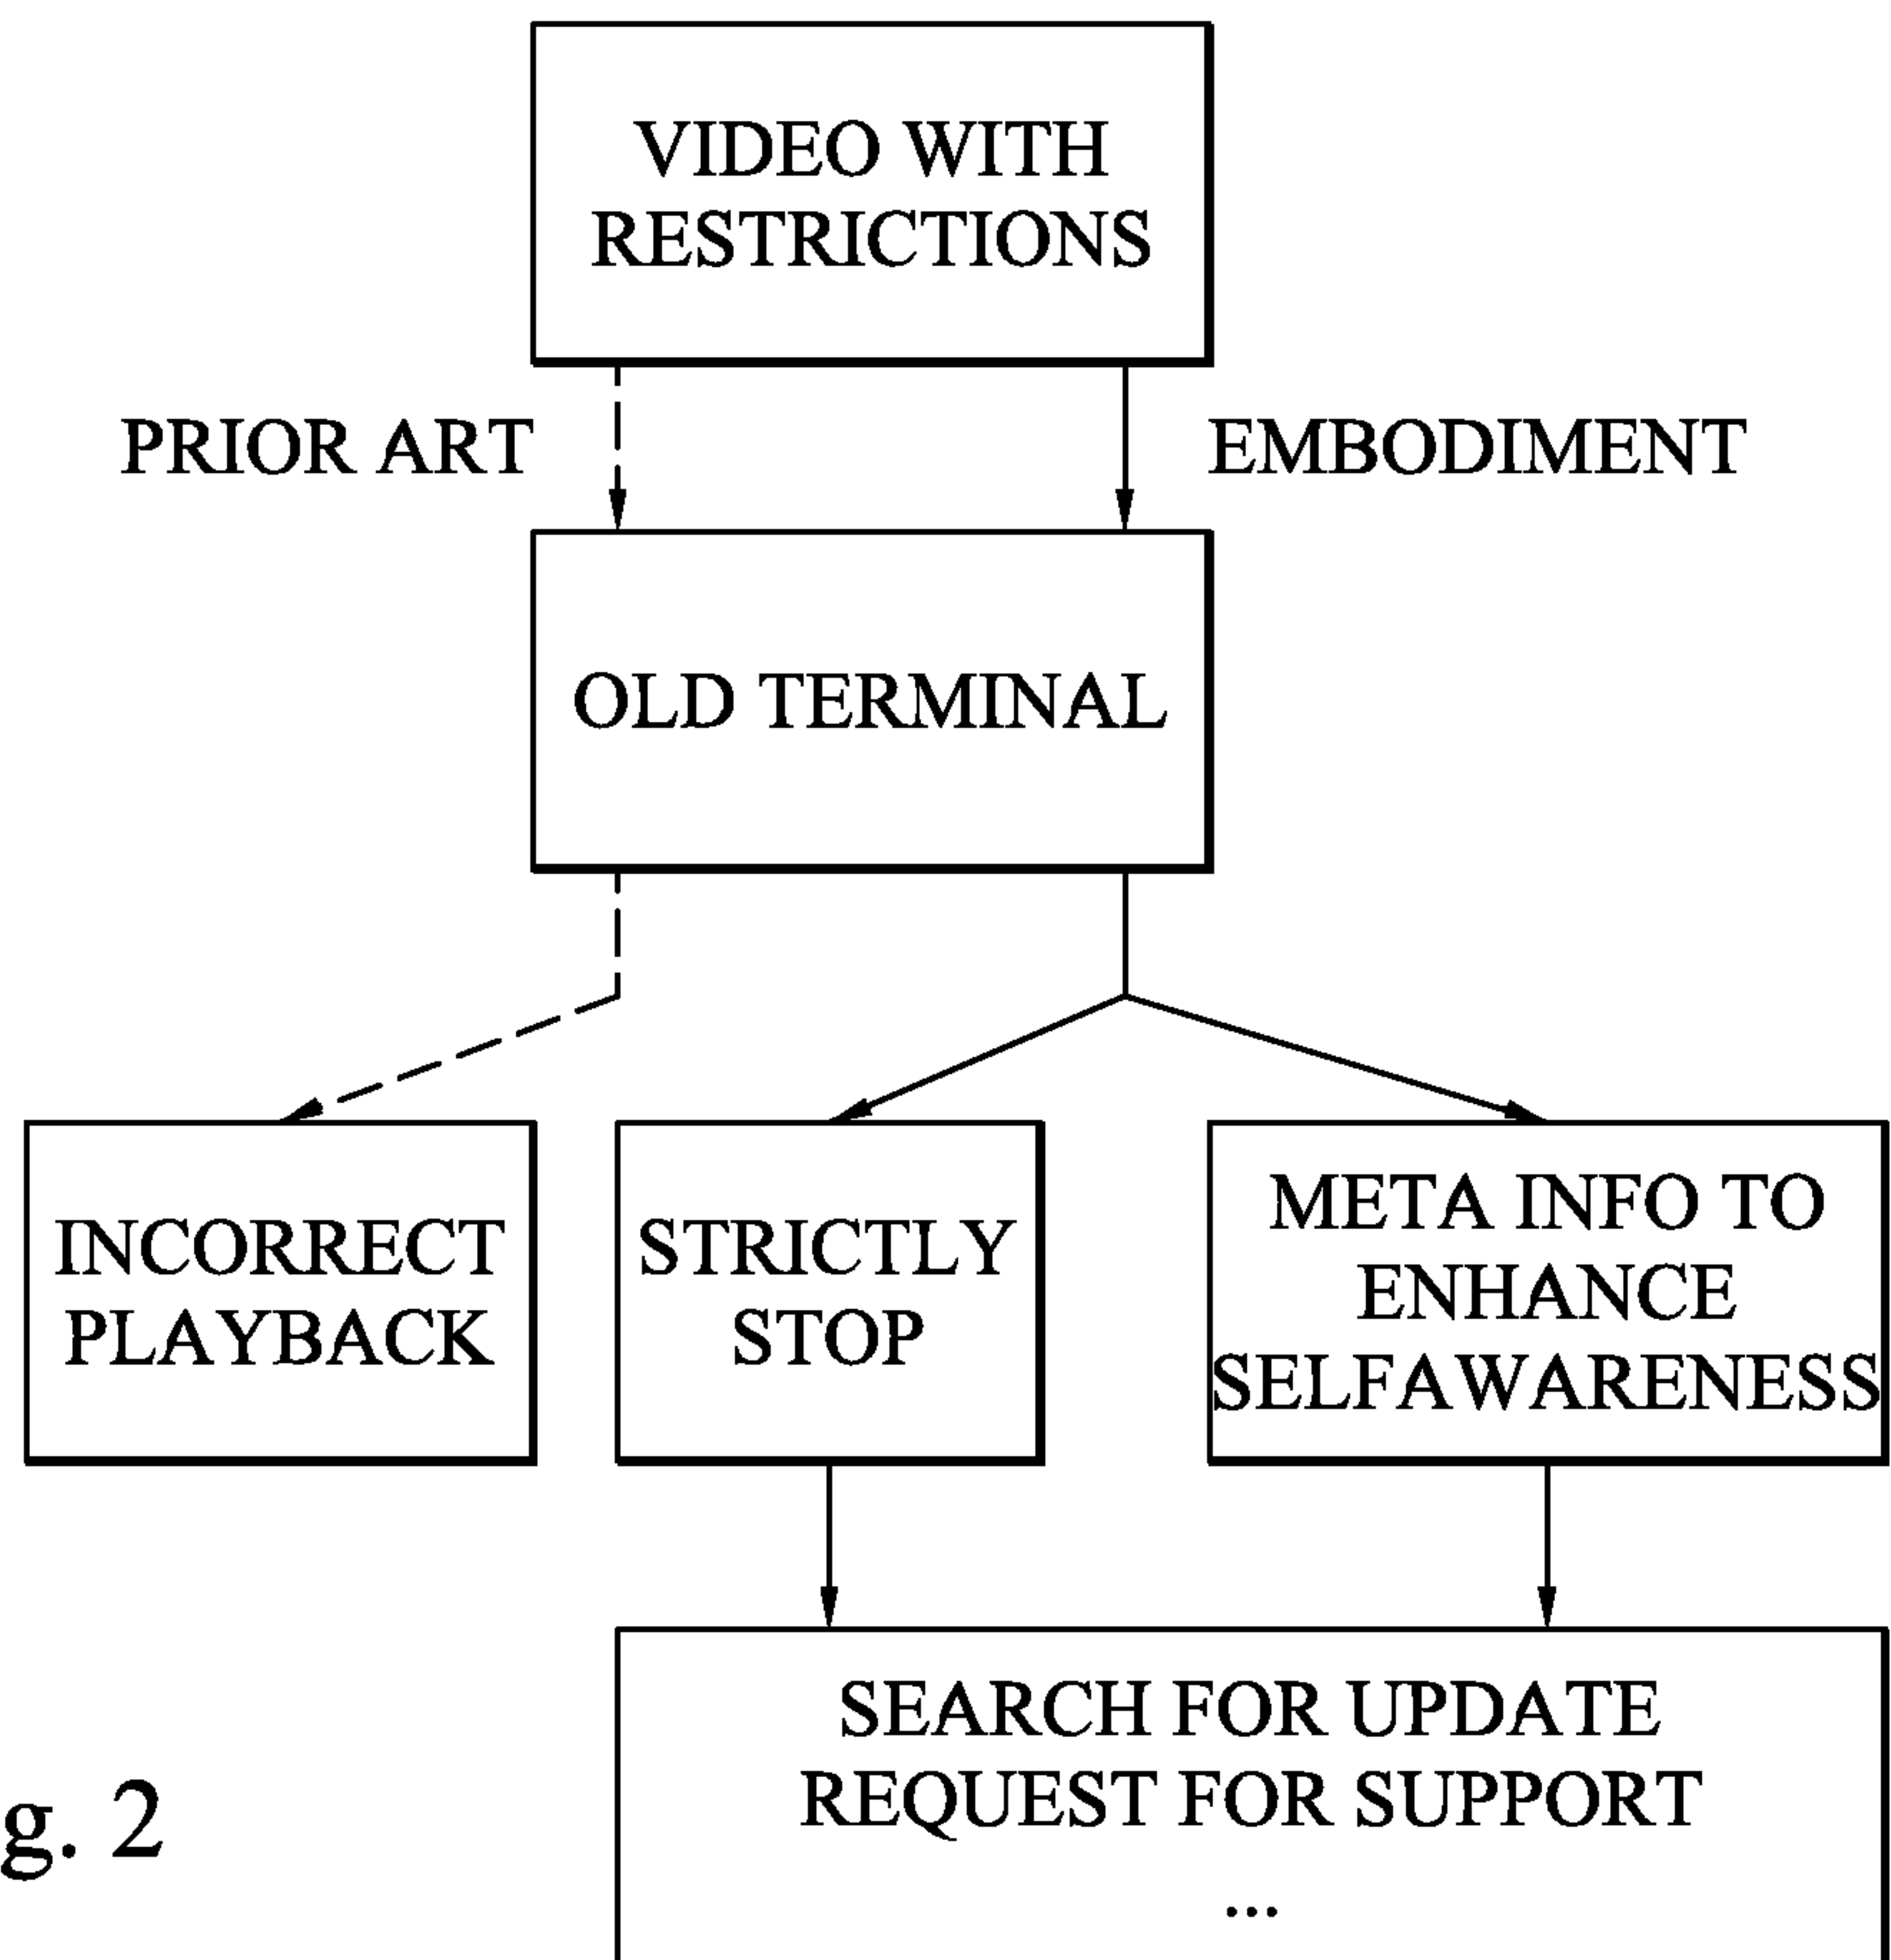 VIDEO WITH
RESTRICTIONS
PRIOR ART
EMBODIMENT
OLD TERMINAL
INCORRECT
PLAYBACK
STRICTLY
STOP
META INFO TO
ENHANCE
SELFAWARENESS
SEARCH FOR UPDATE
REQUEST FOR SUPPORT
...
g. 2